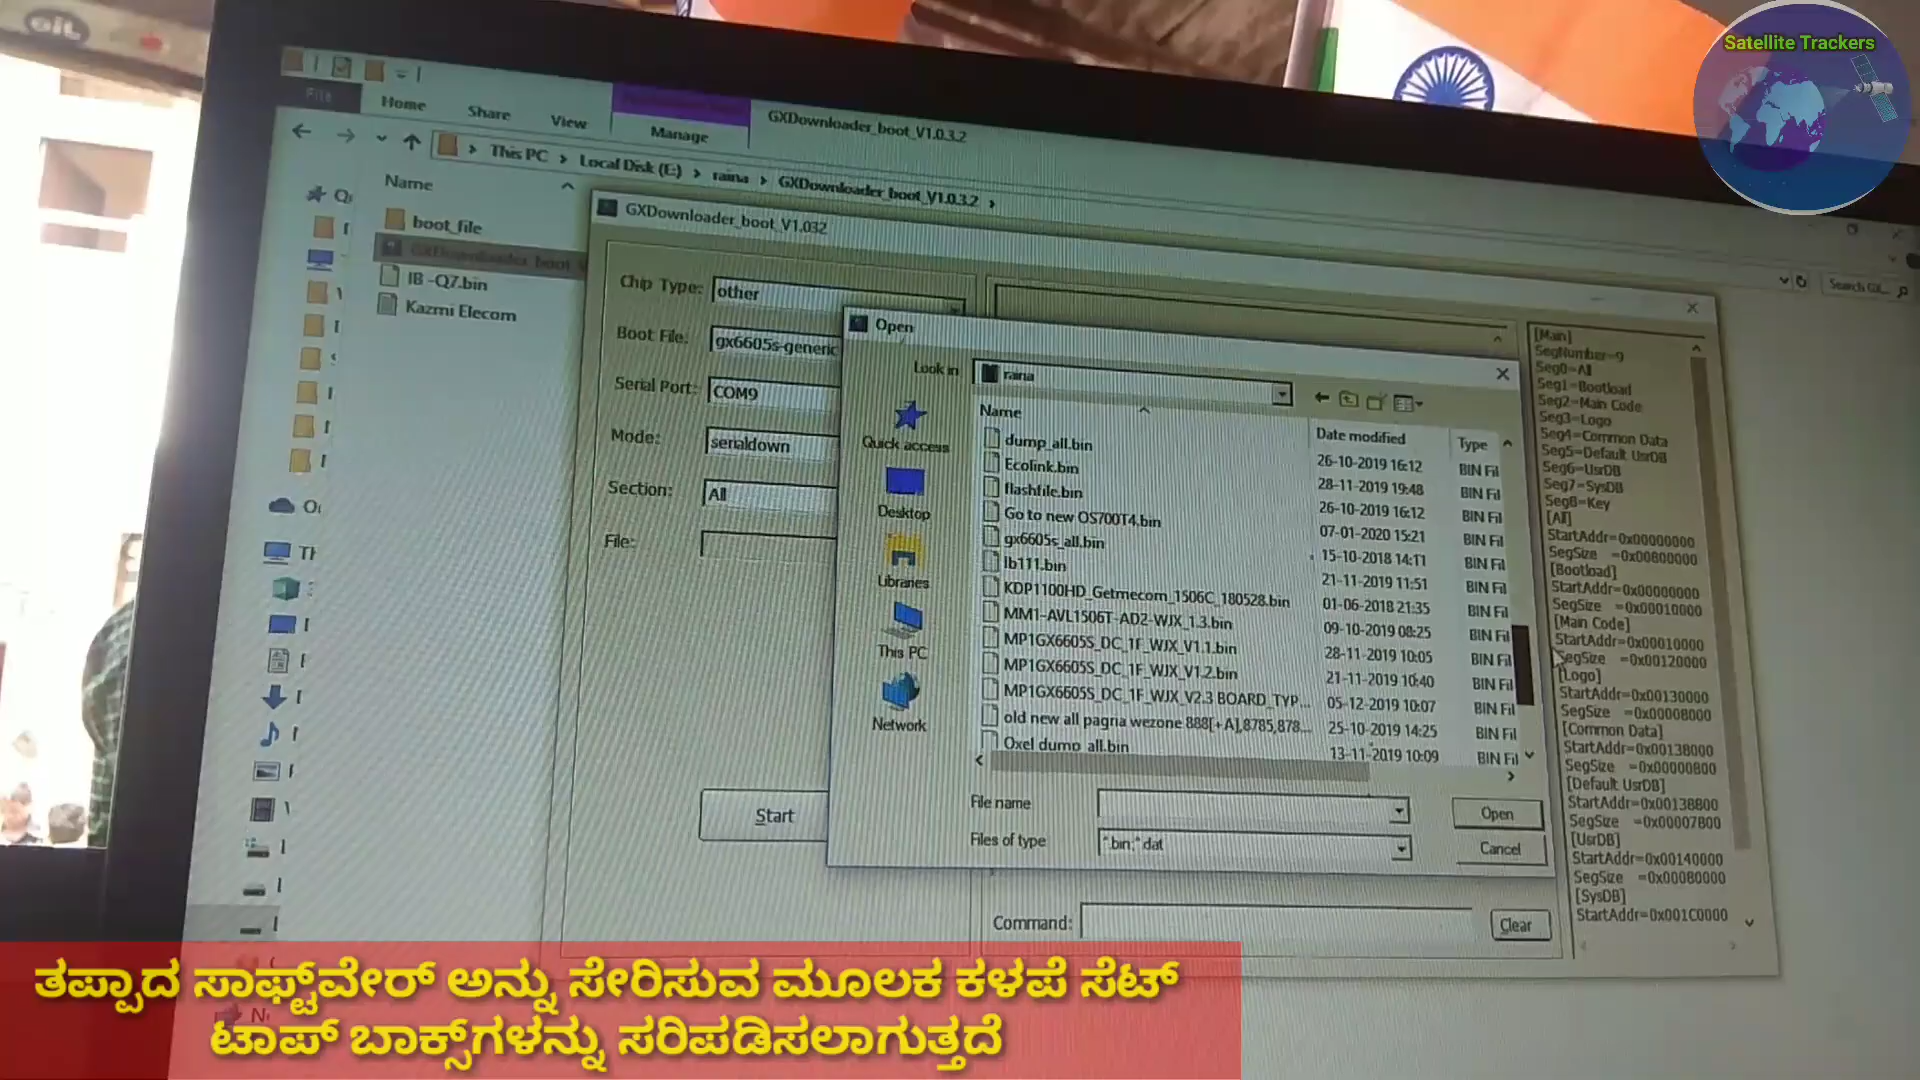 Satellite Trackers
File
Home
Share
View
Manage
GXDownloader_boot_V1.0.3.2
This PC
Local Disk (E:)
raina
GXDownloader_boot_V1.0.3.2
Name
boot_file
IB -Q7.bin
Kazmi Elecom
GXDownloader_boot_V1.032
Chip Type:
other
Boot File:
gx6605s-generic
Serial Port:
COM9
Mode:
serialdown
Section:
All
File:
Start
Open
Look in
raina
Quick access
Desktop
Libraries
This PC
Network
Name Date modified Type
dump_all.bin 26-10-2019 16:12 BIN Fil
Ecolink.bin 28-11-2019 19:48 BIN Fil
flashfile.bin 26-10-2019 16:12 BIN Fil
Go to new OS700T4.bin 07-01-2020 15:21 BIN Fil
gx6605s_all.bin 15-10-2018 14:11 BIN Fil
lb111.bin 21-11-2019 11:51 BIN Fil
KDP1100HD_Getmecom_1506C_180528.bin 01-06-2018 21:35 BIN Fil
MM1-AVL1506T-AD2-WJX_1.3.bin 09-10-2019 08:25 BIN Fil
MP1GX6605S_DC_1F_WJX_V1.1.bin 28-11-2019 10:05 BIN Fil
MP1GX6605S_DC_1F_WJX_V1.2.bin 21-11-2019 10:40 BIN Fil
MP1GX6605S_DC_1F_WJX_V2.3 BOARD_TYP... 05-12-2019 10:07 BIN Fil
old new all pagria wezone 888[+A],8785,878... 25-10-2019 14:25 BIN Fil
Oxel dump_all.bin 13-11-2019 10:09 BIN Fil
File name
Open
Files of type
*.bin;*.dat
Cancel
Command:
Clear
[Main]
SegNumber=9
Seg0=All
Seg1=Bootload
Seg2=Main Code
Seg3=Logo
Seg4=Common Data
Seg5=Default UsrDB
Seg6=UsrDB
Seg7=SysDB
Seg8=Key
[All]
StartAddr=0x00000000
SegSize =0x00800000
[Bootload]
StartAddr=0x00000000
SegSize =0x00010000
[Main Code]
StartAddr=0x00010000
SegSize =0x00120000
[Logo]
StartAddr=0x00130000
SegSize =0x00008000
[Common Data]
StartAddr=0x00138000
SegSize =0x00000800
[Default UsrDB]
StartAddr=0x00138800
SegSize =0x00007800
[UsrDB]
StartAddr=0x00140000
SegSize =0x00080000
[SysDB]
StartAddr=0x001C0000
ತಪ್ಪಾದ ಸಾಫ್ಟ್‌ವೇರ್ ಅನ್ನು ಸೇರಿಸುವ ಮೂಲಕ ಕಳಪೆ ಸೆಟ್
ಟಾಪ್ ಬಾಕ್ಸ್‌ಗಳನ್ನು ಸರಿಪಡಿಸಲಾಗುತ್ತದೆ